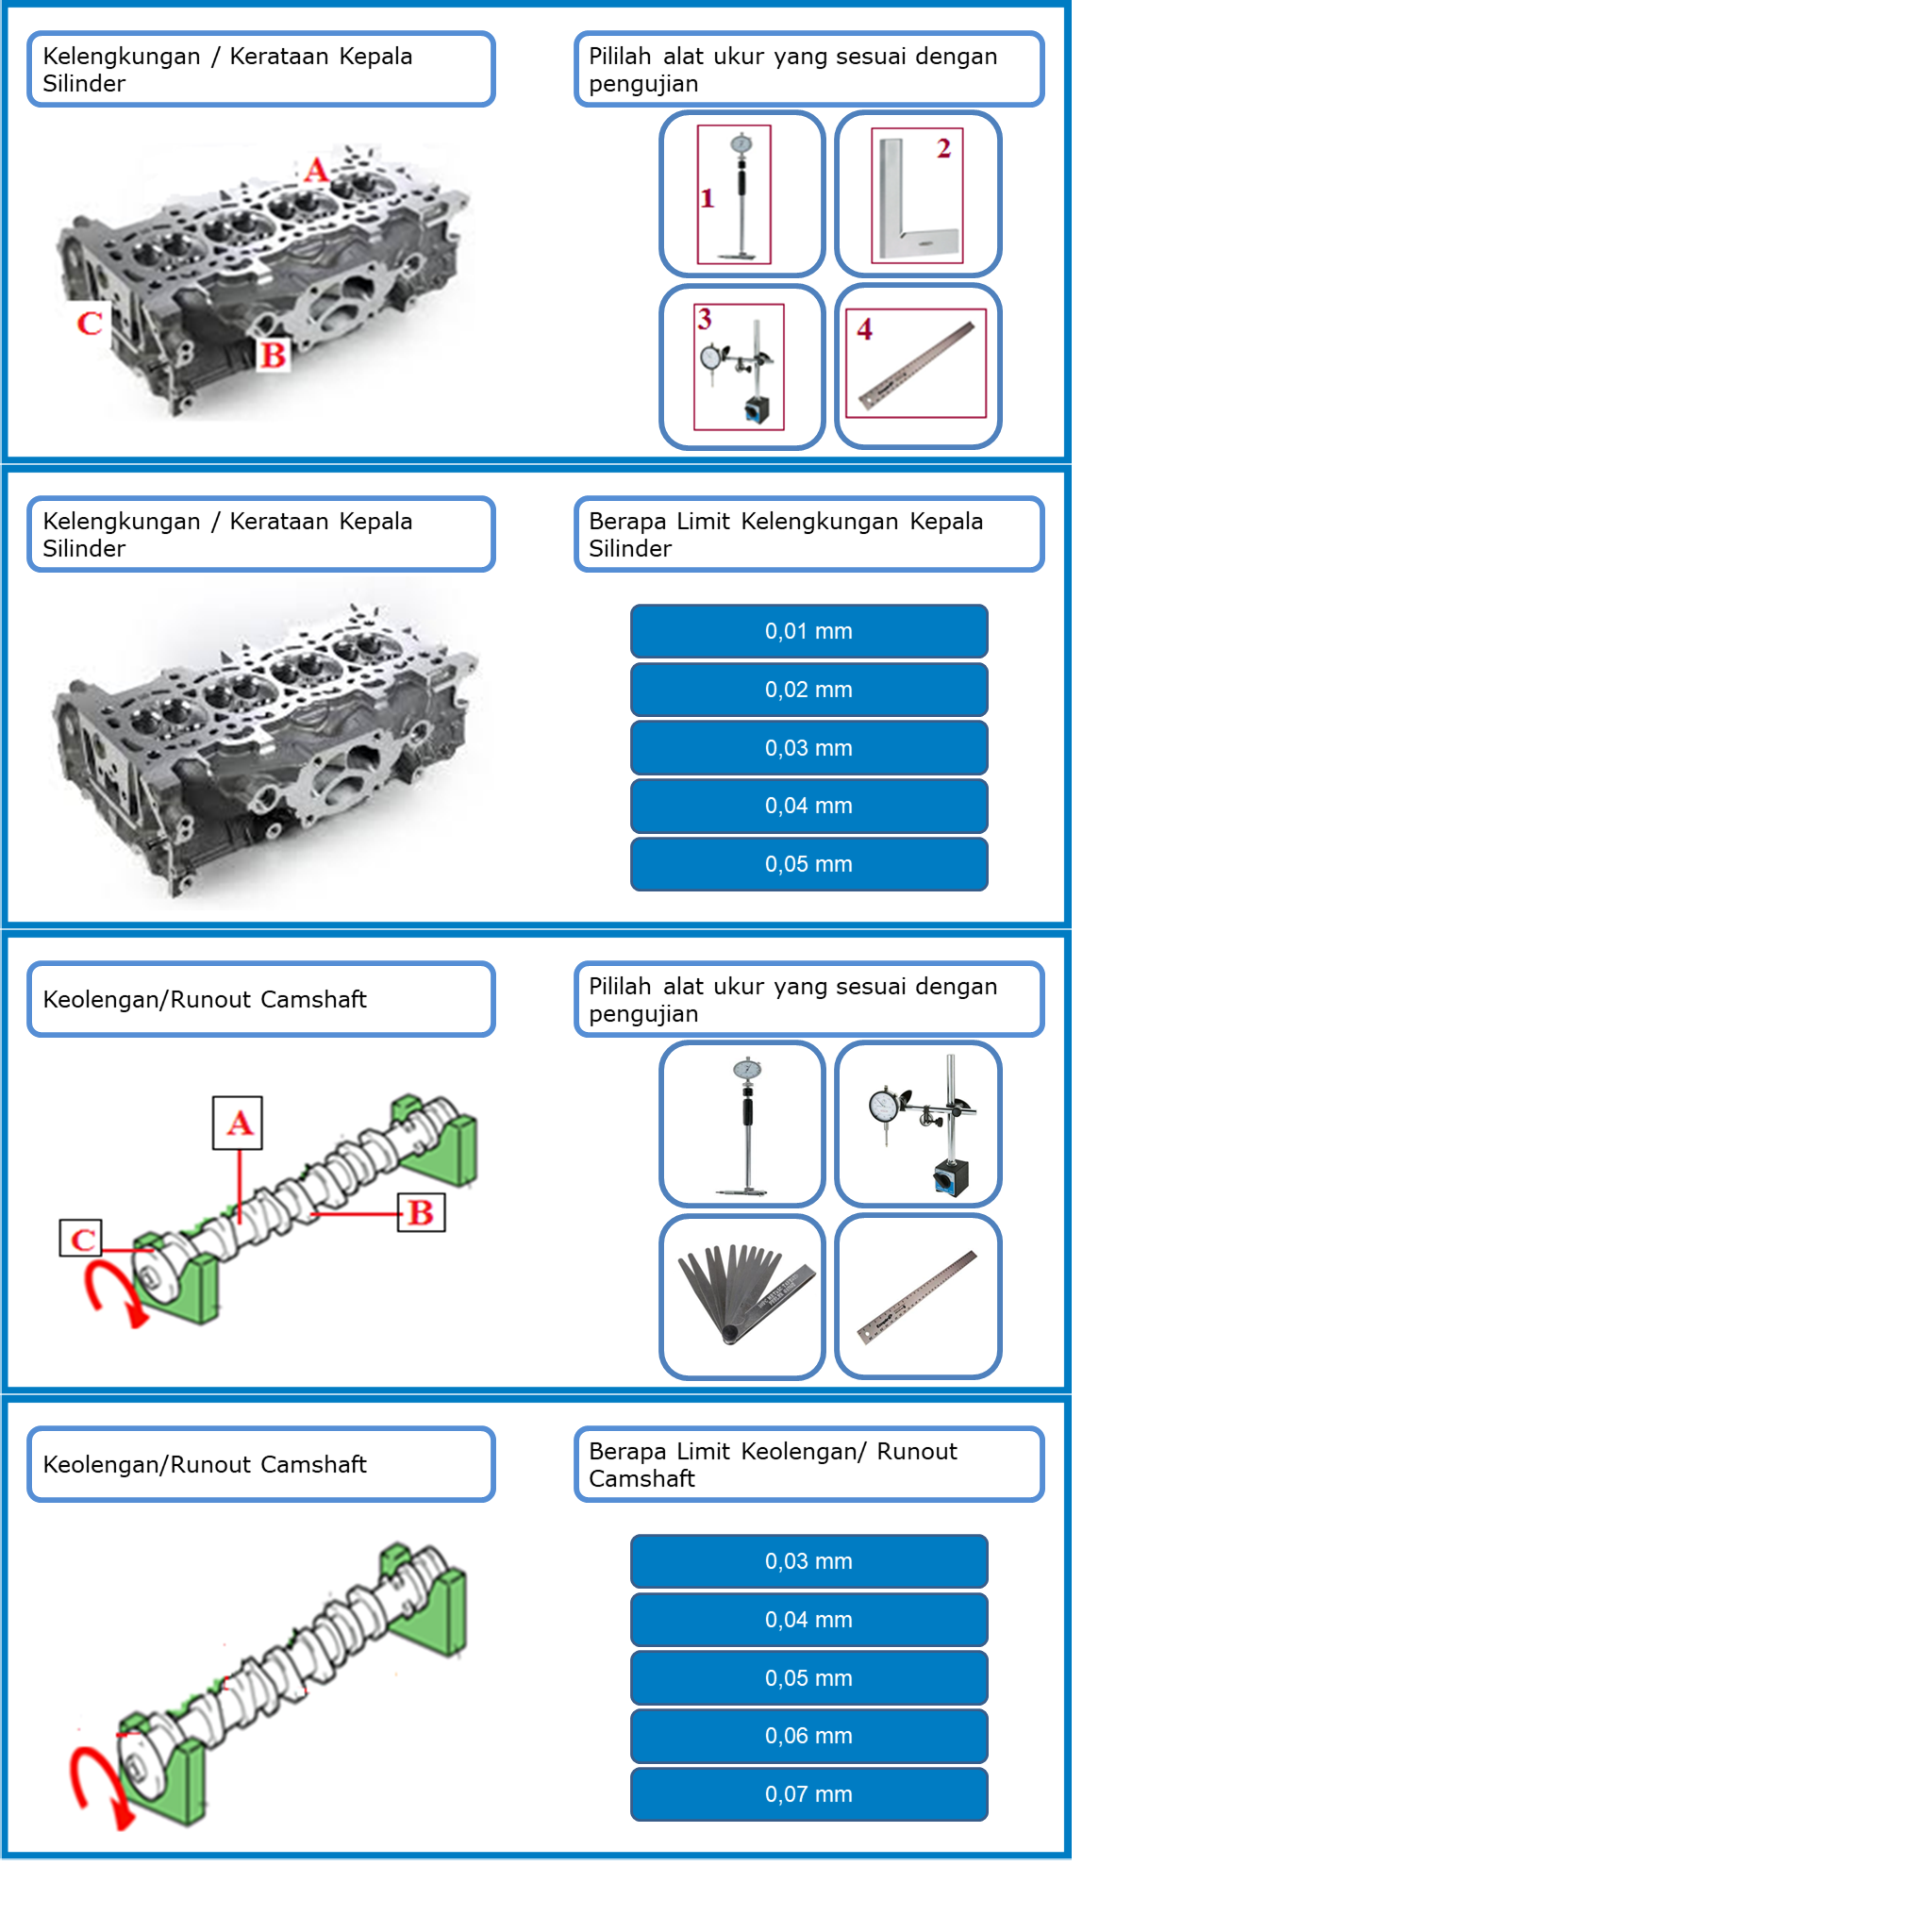 Kelengkungan / Kerataan Kepala
Silinder
Pililah alat ukur yang sesuai dengan
pengujian
A
C
B
1
2
3
4
Kelengkungan / Kerataan Kepala
Silinder
Berapa Limit Kelengkungan Kepala
Silinder
0,01 mm
0,02 mm
0,03 mm
0,04 mm
0,05 mm
Keolengan/Runout Camshaft
Pililah alat ukur yang sesuai dengan
pengujian
A
B
C
Keolengan/Runout Camshaft
Berapa Limit Keolengan/ Runout
Camshaft
0,03 mm
0,04 mm
0,05 mm
0,06 mm
0,07 mm